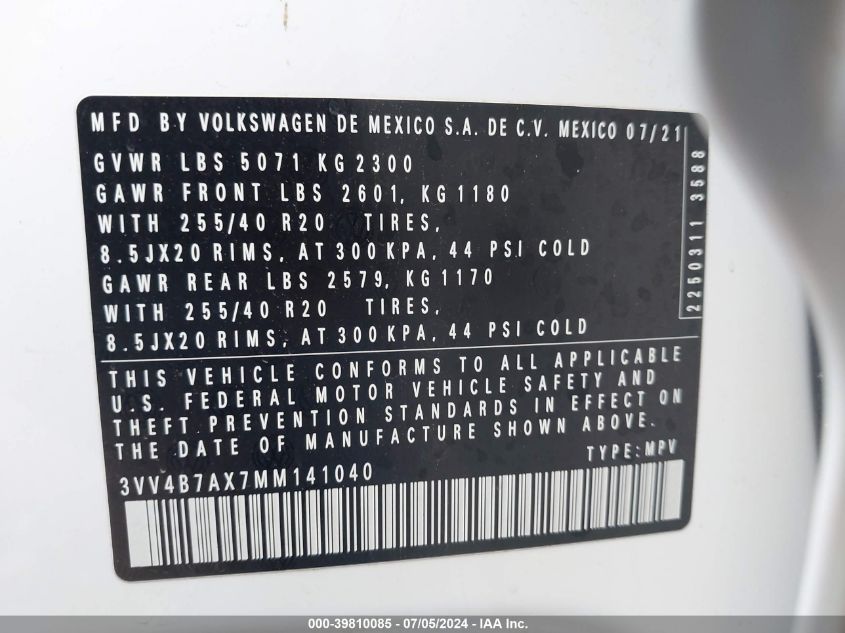 MFD BY VOLKSWAGEN DE MEXICO S.A. DE C.V. MEXICO 07/21
GVWR LBS 5071 KG 2300
GAWR FRONT LBS 2601, KG 1180
WITH 255/40 R20 TIRES,
8.5JX20 RIMS, AT 300 KPA, 44 PSI COLD
GAWR REAR LBS 2579, KG 1170
WITH 255/40 R20 TIRES,
8.5JX20 RIMS, AT 300 KPA, 44 PSI COLD
2250311 3588
THIS VEHICLE CONFORMS TO ALL APPLICABLE
U.S. FEDERAL MOTOR VEHICLE SAFETY AND
THEFT PREVENTION STANDARDS IN EFFECT ON
THE DATE OF MANUFACTURE SHOWN ABOVE.
TYPE: MPV
3VV4B7AX7MM141040
000-39810085 - 07/05/2024 - IAA Inc.